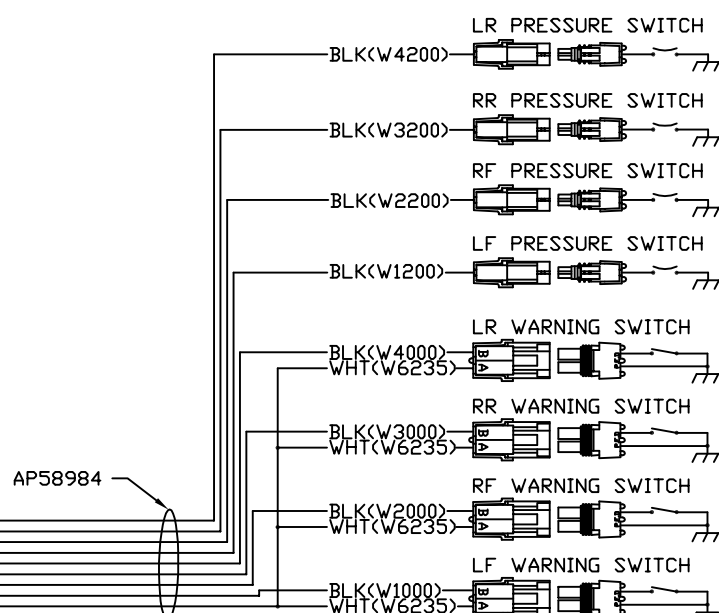 LR PRESSURE SWITCH
BLK(W4200)
RR PRESSURE SWITCH
BLK(W3200)
RF PRESSURE SWITCH
BLK(W2200)
LF PRESSURE SWITCH
BLK(W1200)
LR WARNING SWITCH
BLK(W4000) B
WHT(W6235) A
RR WARNING SWITCH
BLK(W3000) B
WHT(W6235) A
AP58984
RF WARNING SWITCH
BLK(W2000) B
WHT(W6235) A
LF WARNING SWITCH
BLK(W1000) B
WHT(W6235) A